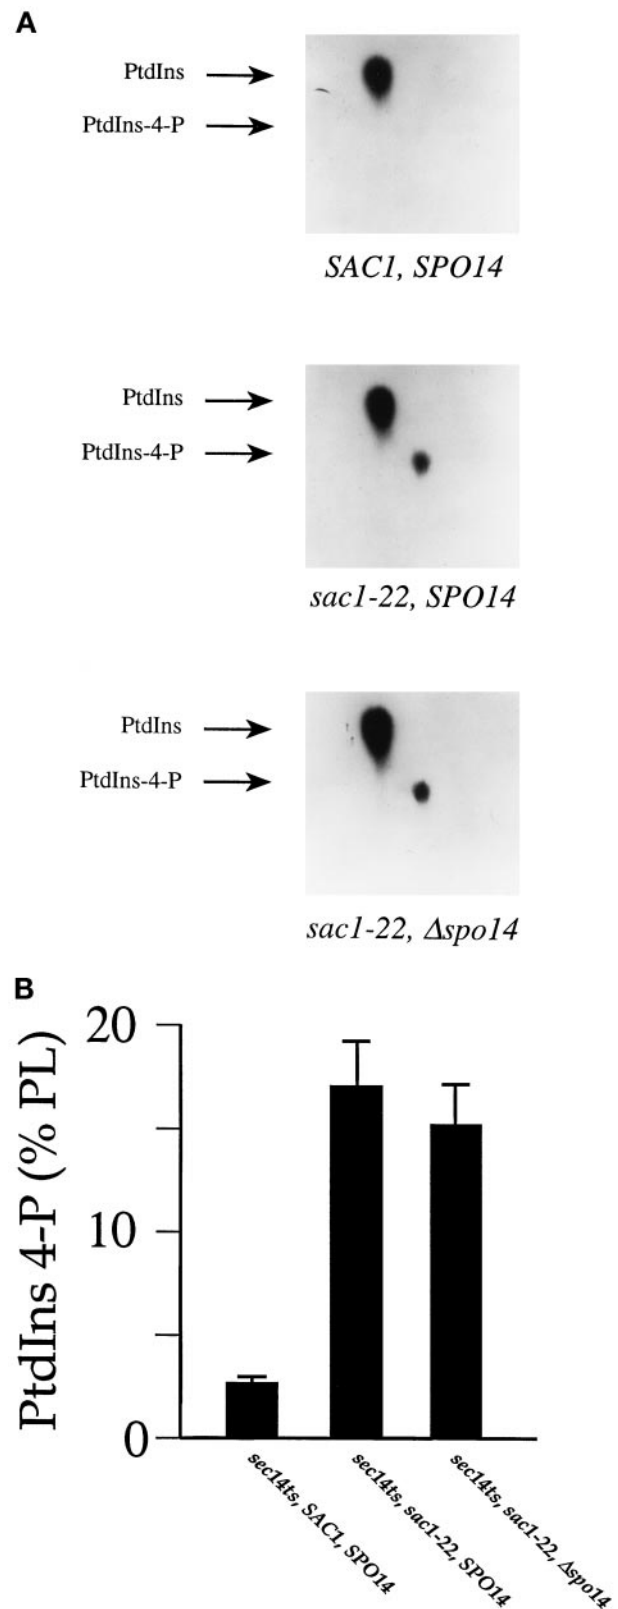 A
PtdIns
PtdIns-4-P
SAC1, SPO14
PtdIns
PtdIns-4-P
sac1-22, SPO14
PtdIns
PtdIns-4-P
sac1-22, Δspo14
B
PtdIns 4-P (% PL)
20
10
0
sec14ts, SAC1, SPO14
sec14ts, sac1-22, SPO14
sec14ts, sac1-22, Δspo14